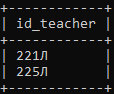 +------------+
| id_teacher |
+------------+
| 221Л       |
| 225Л       |
+------------+